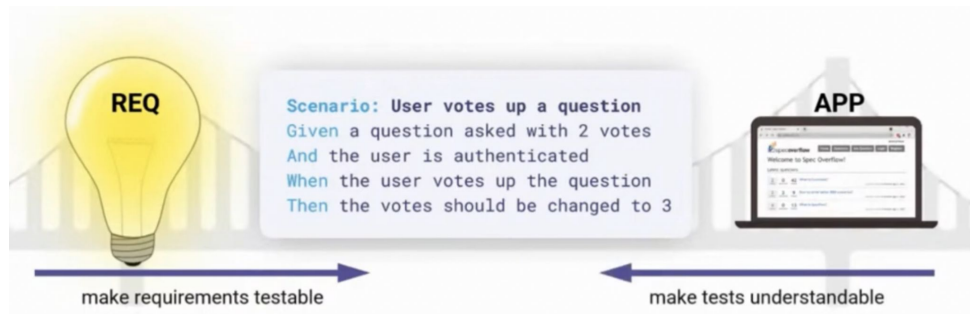 REQ
Scenario: User votes up a question
Given a question asked with 2 votes
And the user is authenticated
When the user votes up the question
Then the votes should be changed to 3
APP
specoverflow
Welcome to Spec Overflow!
make requirements testable
make tests understandable